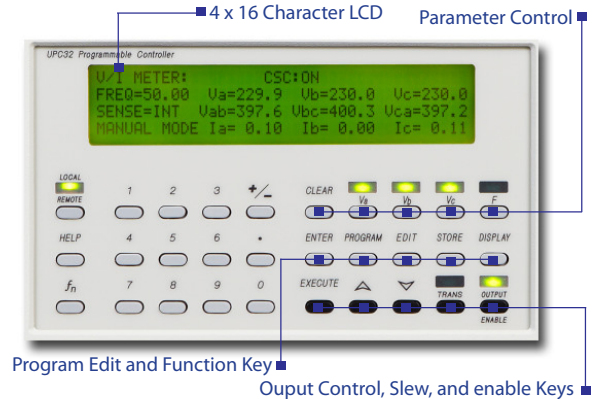 4 x 16 Character LCD
Parameter Control
UPC32 Programmable Controller
V/I METER: CSC:ON
FREQ=50.00 Va=229.9 Vb=230.0 Vc=230.0
SENSE=INT Vab=397.6 Vbc=400.3 Vca=397.2
MANUAL MODE Ia= 0.10 Ib= 0.00 Ic= 0.11
LOCAL
REMOTE 1 2 3 +/- CLEAR Va Vb Vc F
HELP 4 5 6 . ENTER PROGRAM EDIT STORE DISPLAY
fn 7 8 9 0 EXECUTE TRANS OUTPUT
ENABLE
Program Edit and Function Key
Ouput Control, Slew, and enable Keys